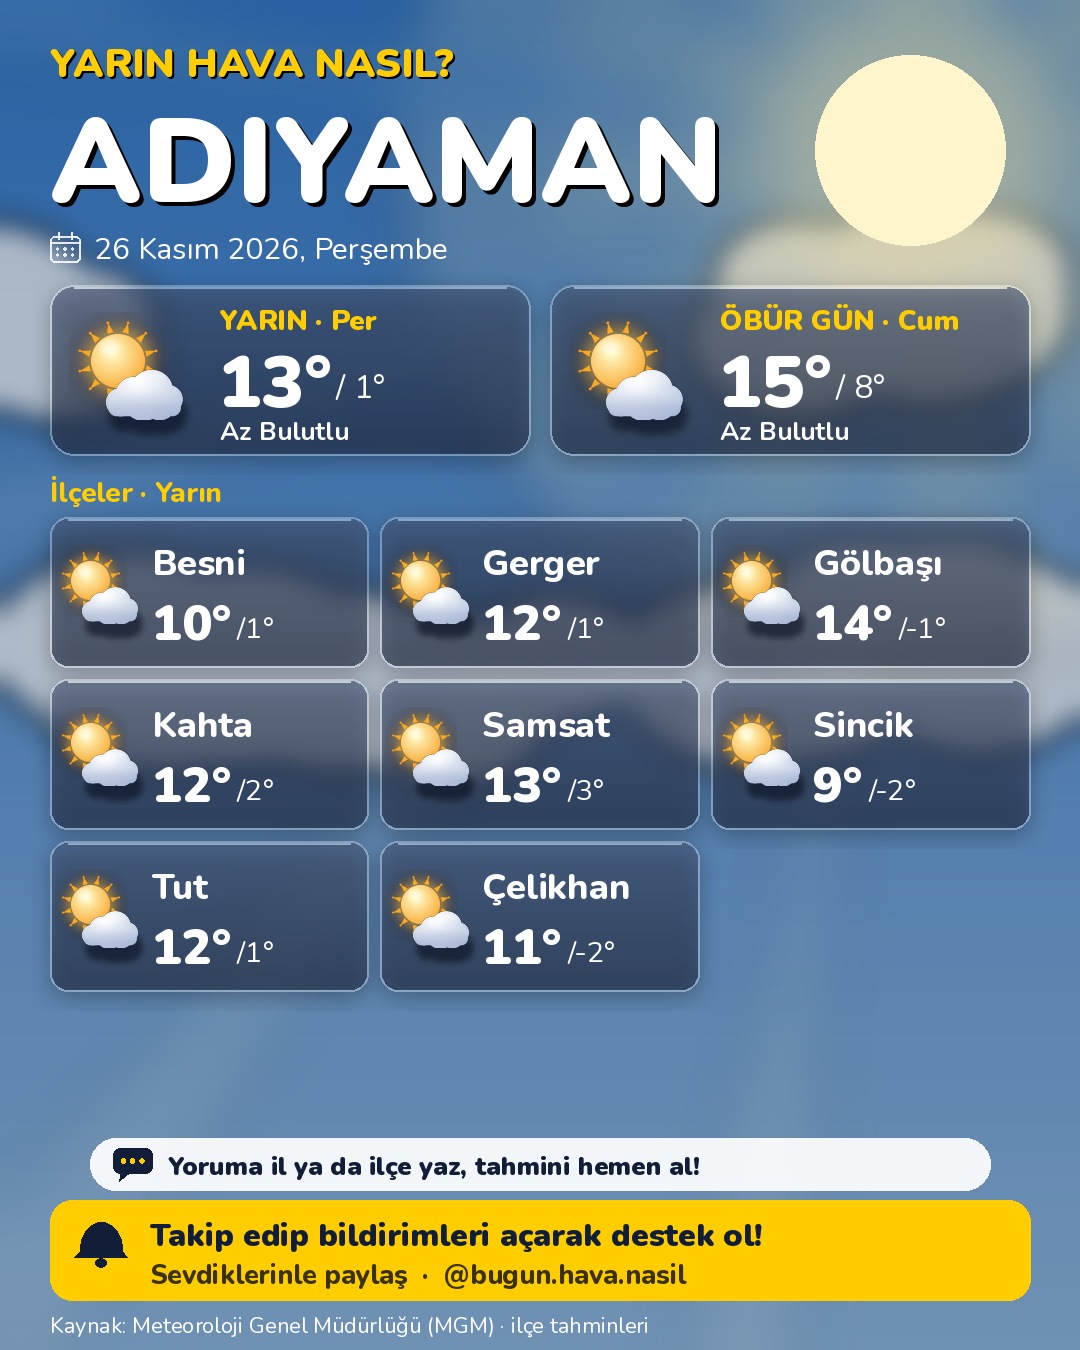 YARIN HAVA NASIL?
ADIYAMAN
26 Kasım 2026, Perşembe
YARIN · Per
13° / 1°
Az Bulutlu
ÖBÜR GÜN · Cum
15° / 8°
Az Bulutlu
İlçeler · Yarın
Besni
10° /1°
Gerger
12° /1°
Gölbaşı
14° /-1°
Kahta
12° /2°
Samsat
13° /3°
Sincik
9° /-2°
Tut
12° /1°
Çelikhan
11° /-2°
Yoruma il ya da ilçe yaz, tahmini hemen al!
Takip edip bildirimleri açarak destek ol!
Sevdiklerinle paylaş · @bugun.hava.nasil
Kaynak: Meteoroloji Genel Müdürlüğü (MGM) · ilçe tahminleri